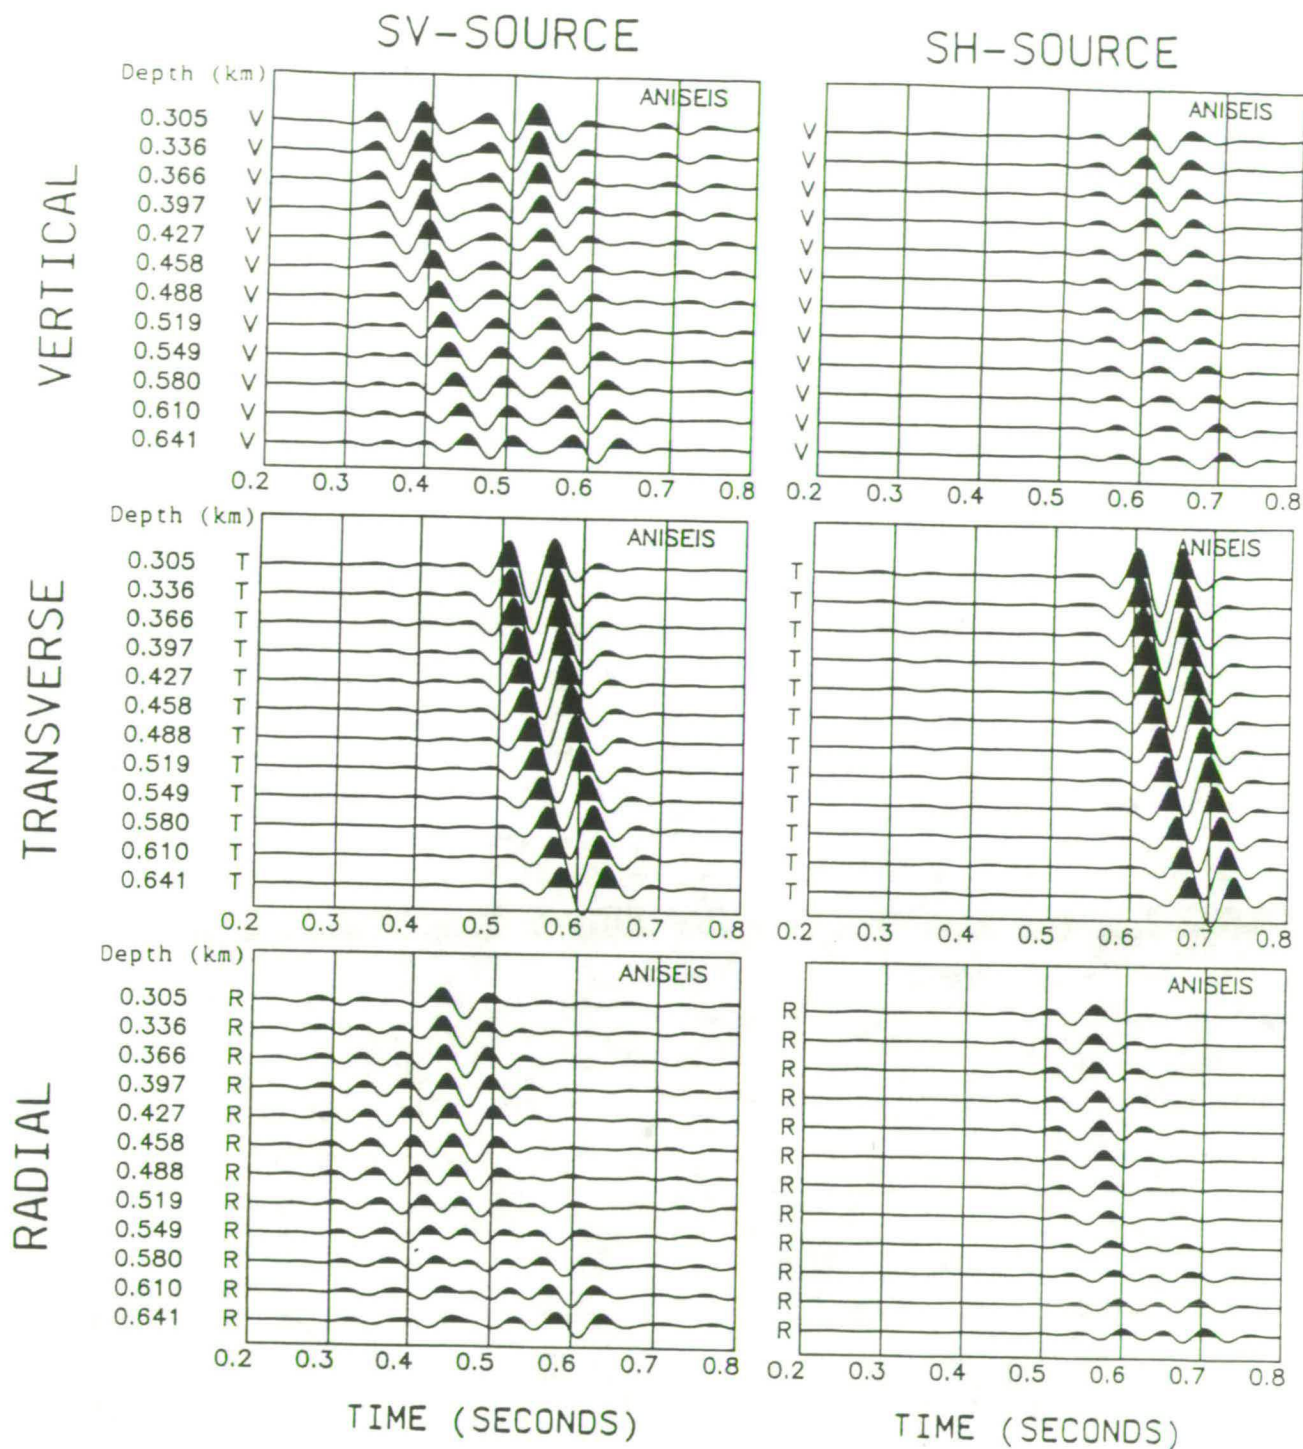 SV-SOURCE
SH-SOURCE
VERTICAL
Depth (km)
ANISEIS
0.305 V
0.336 V
0.366 V
0.397 V
0.427 V
0.458 V
0.488 V
0.519 V
0.549 V
0.580 V
0.610 V
0.641 V
0.2 0.3 0.4 0.5 0.6 0.7 0.8
ANISEIS
V
V
V
V
V
V
V
V
V
V
V
V
0.2 0.3 0.4 0.5 0.6 0.7 0.8
TRANSVERSE
Depth (km)
ANISEIS
0.305 T
0.336 T
0.366 T
0.397 T
0.427 T
0.458 T
0.488 T
0.519 T
0.549 T
0.580 T
0.610 T
0.641 T
0.2 0.3 0.4 0.5 0.6 0.7 0.8
ANISEIS
T
T
T
T
T
T
T
T
T
T
T
T
0.2 0.3 0.4 0.5 0.6 0.7 0.8
RADIAL
Depth (km)
ANISEIS
0.305 R
0.336 R
0.366 R
0.397 R
0.427 R
0.458 R
0.488 R
0.519 R
0.549 R
0.580 R
0.610 R
0.641 R
0.2 0.3 0.4 0.5 0.6 0.7 0.8
ANISEIS
R
R
R
R
R
R
R
R
R
R
R
R
0.2 0.3 0.4 0.5 0.6 0.7 0.8
TIME (SECONDS)
TIME (SECONDS)